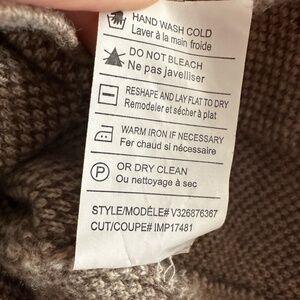 HAND WASH COLD
Laver à la main froide
DO NOT BLEACH
Ne pas javelliser
RESHAPE AND LAY FLAT TO DRY
Remodeler et sécher à plat
WARM IRON IF NECESSARY
Fer chaud si nécessaire
P
OR DRY CLEAN
Ou nettoyage à sec
STYLE/MODÈLE# V326876367
CUT/COUPE# IMP17481